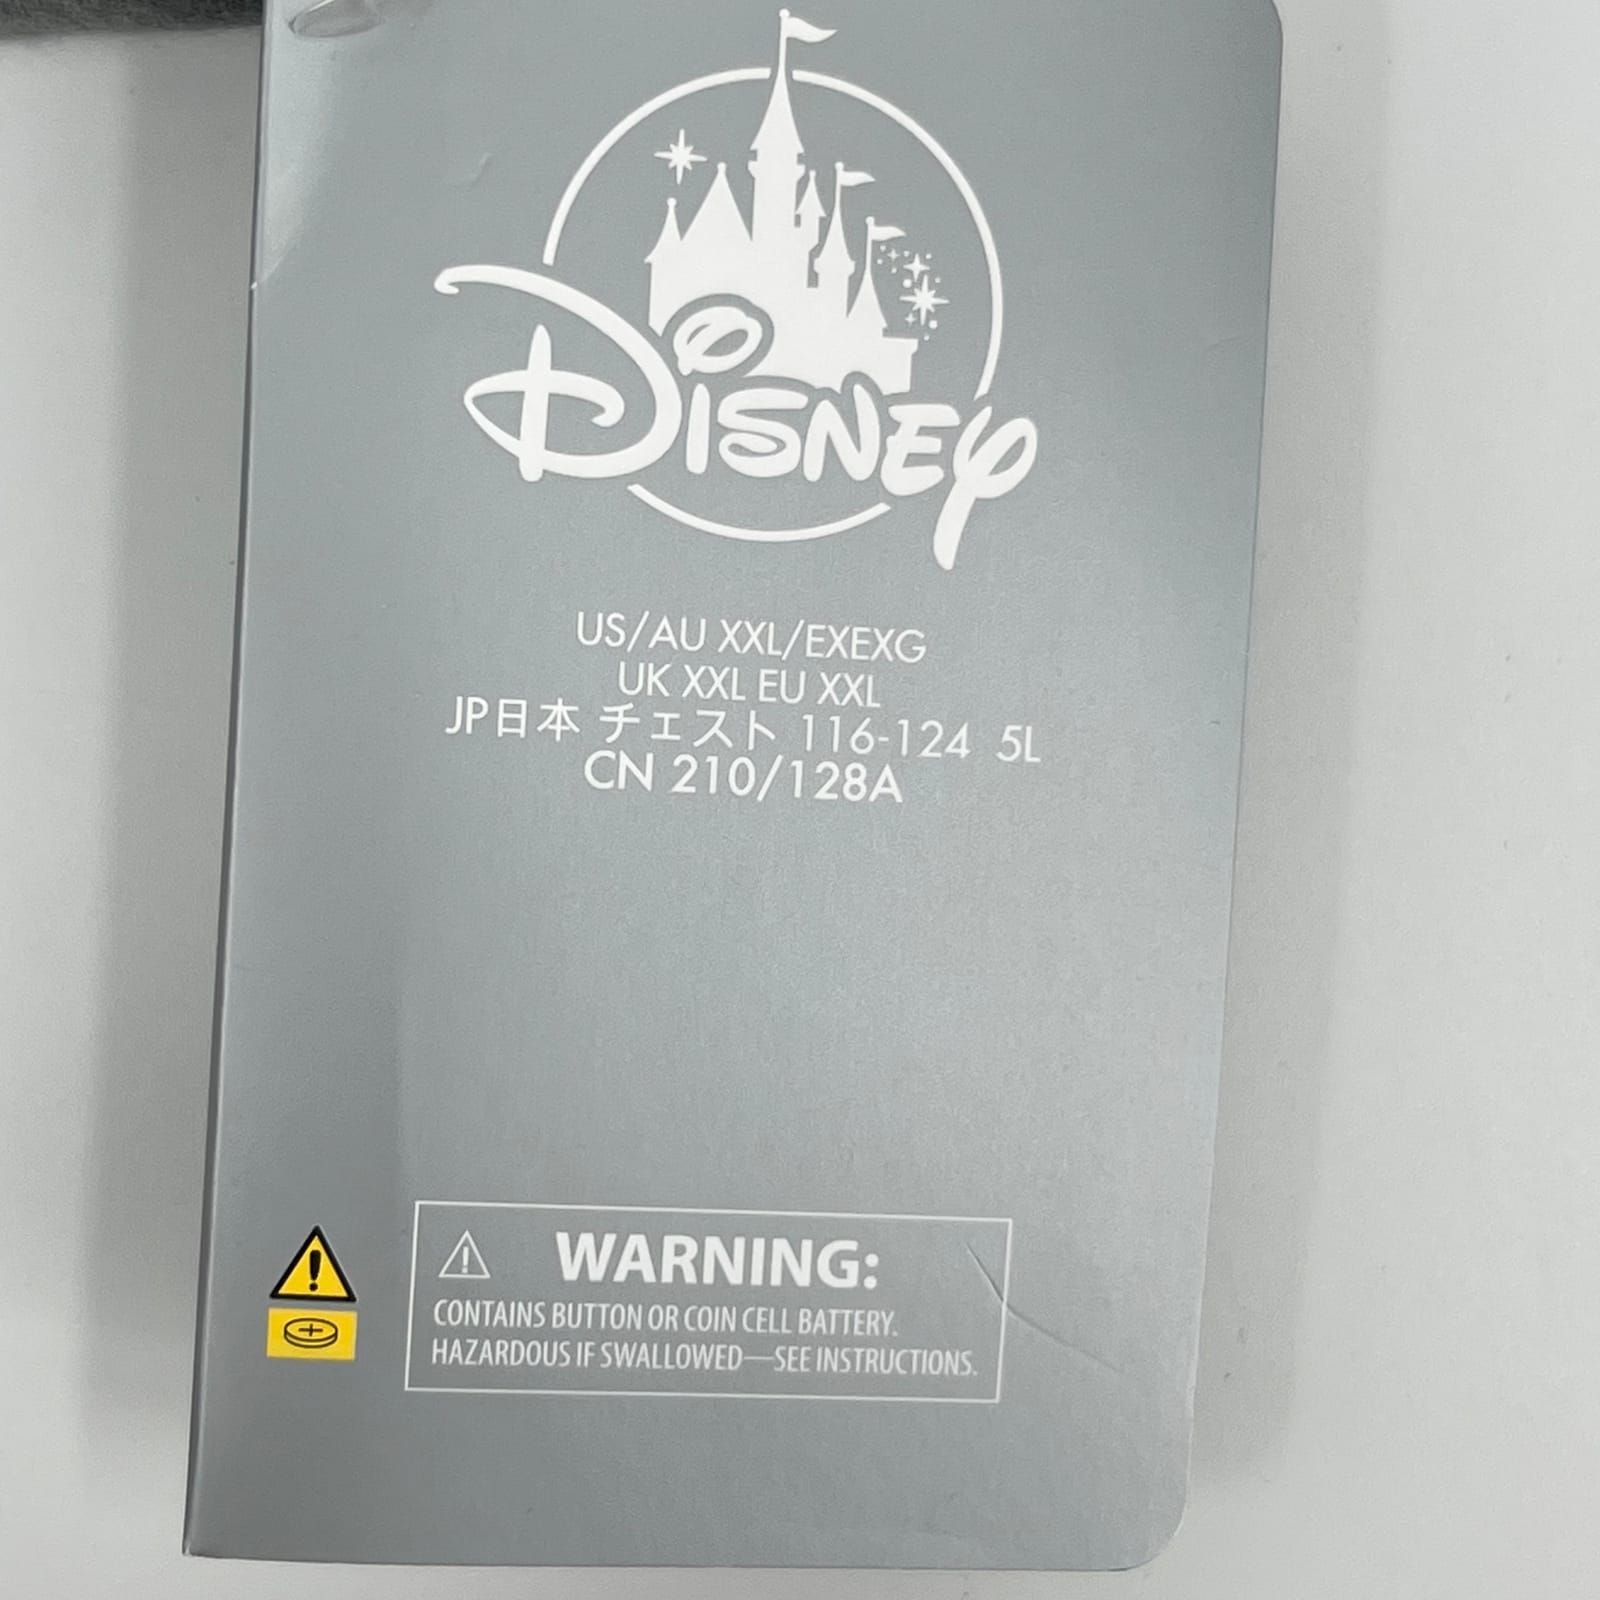 DISNEY
US/AU XXL/EXEXG
UK XXL EU XXL
JP日本 チェスト 116-124 5L
CN 210/128A
WARNING:
CONTAINS BUTTON OR COIN CELL BATTERY.
HAZARDOUS IF SWALLOWED—SEE INSTRUCTIONS.